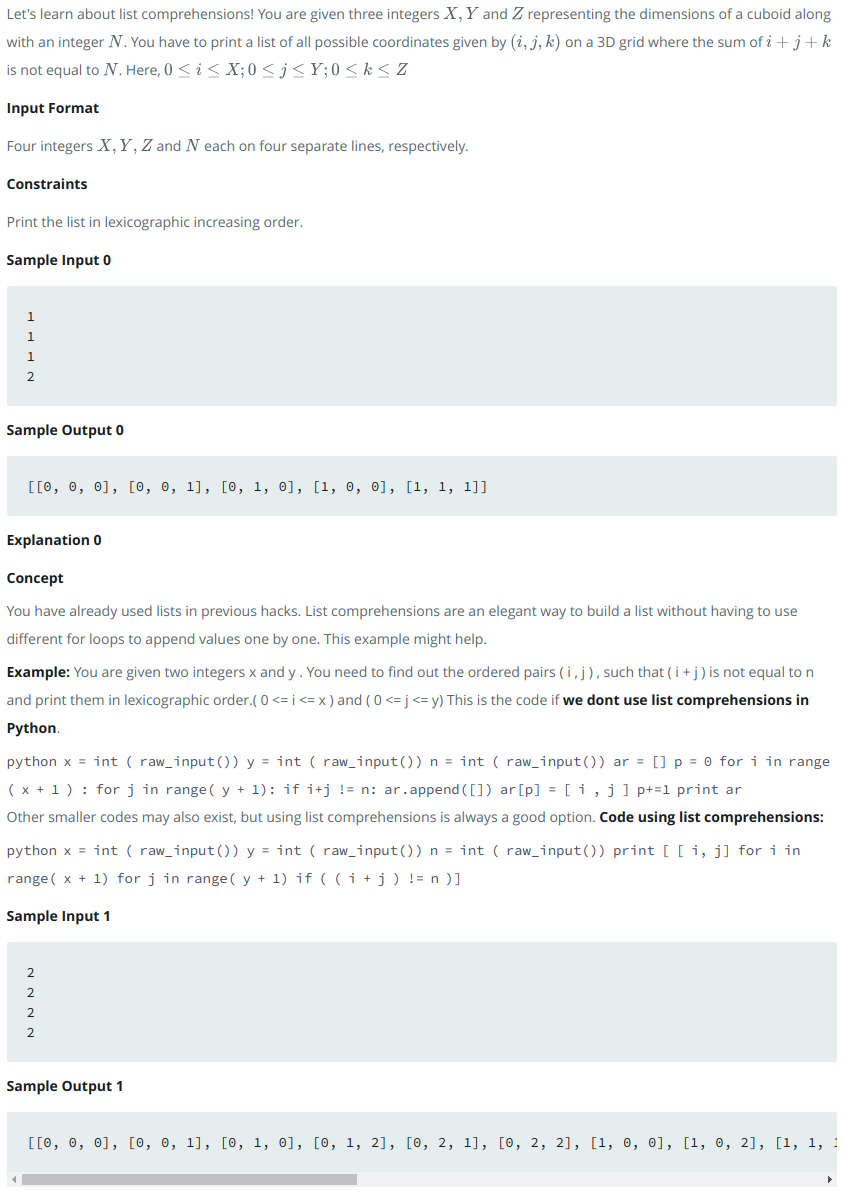 Let's learn about list comprehensions! You are given three integers X, Y and Z representing the dimensions of a cuboid along
with an integer N. You have to print a list of all possible coordinates given by (i, j, k) on a 3D grid where the sum of i + j + k
is not equal to N. Here, 0 ≤ i ≤ X; 0 ≤ j ≤ Y; 0 ≤ k ≤ Z
Input Format
Four integers X, Y, Z and N each on four separate lines, respectively.
Constraints
Print the list in lexicographic increasing order.
Sample Input 0
1
1
1
2
Sample Output 0
[[0, 0, 0], [0, 0, 1], [0, 1, 0], [1, 0, 0], [1, 1, 1]]
Explanation 0
Concept
You have already used lists in previous hacks. List comprehensions are an elegant way to build a list without having to use
different for loops to append values one by one. This example might help.
Example: You are given two integers x and y . You need to find out the ordered pairs ( i , j ) , such that ( i + j ) is not equal to n
and print them in lexicographic order.( 0 <= i <= x ) and ( 0 <= j <= y) This is the code if we dont use list comprehensions in
Python.
python x = int ( raw_input()) y = int ( raw_input()) n = int ( raw_input()) ar = [] p = 0 for i in range
( x + 1 ) : for j in range( y + 1): if i+j != n: ar.append([]) ar[p] = [ i , j ] p+=1 print ar
Other smaller codes may also exist, but using list comprehensions is always a good option. Code using list comprehensions:
python x = int ( raw_input()) y = int ( raw_input()) n = int ( raw_input()) print [ [ i, j] for i in
range( x + 1) for j in range( y + 1) if ( ( i + j ) != n )]
Sample Input 1
2
2
2
2
Sample Output 1
[[0, 0, 0], [0, 0, 1], [0, 1, 0], [0, 1, 2], [0, 2, 1], [0, 2, 2], [1, 0, 0], [1, 0, 2], [1, 1,